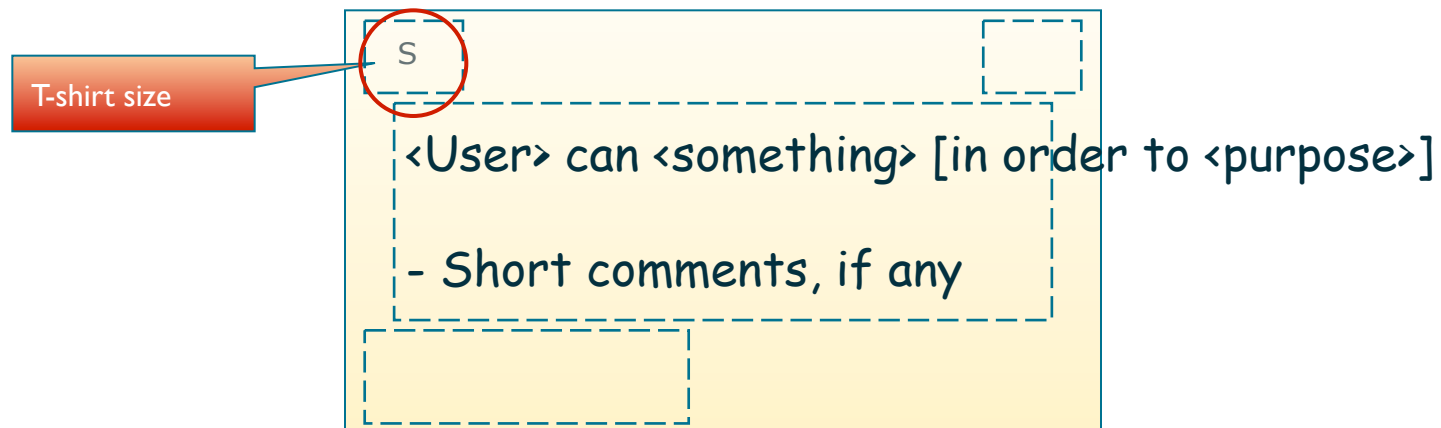 S
T-shirt size
<User> can <something> [in order to <purpose>]
- Short comments, if any